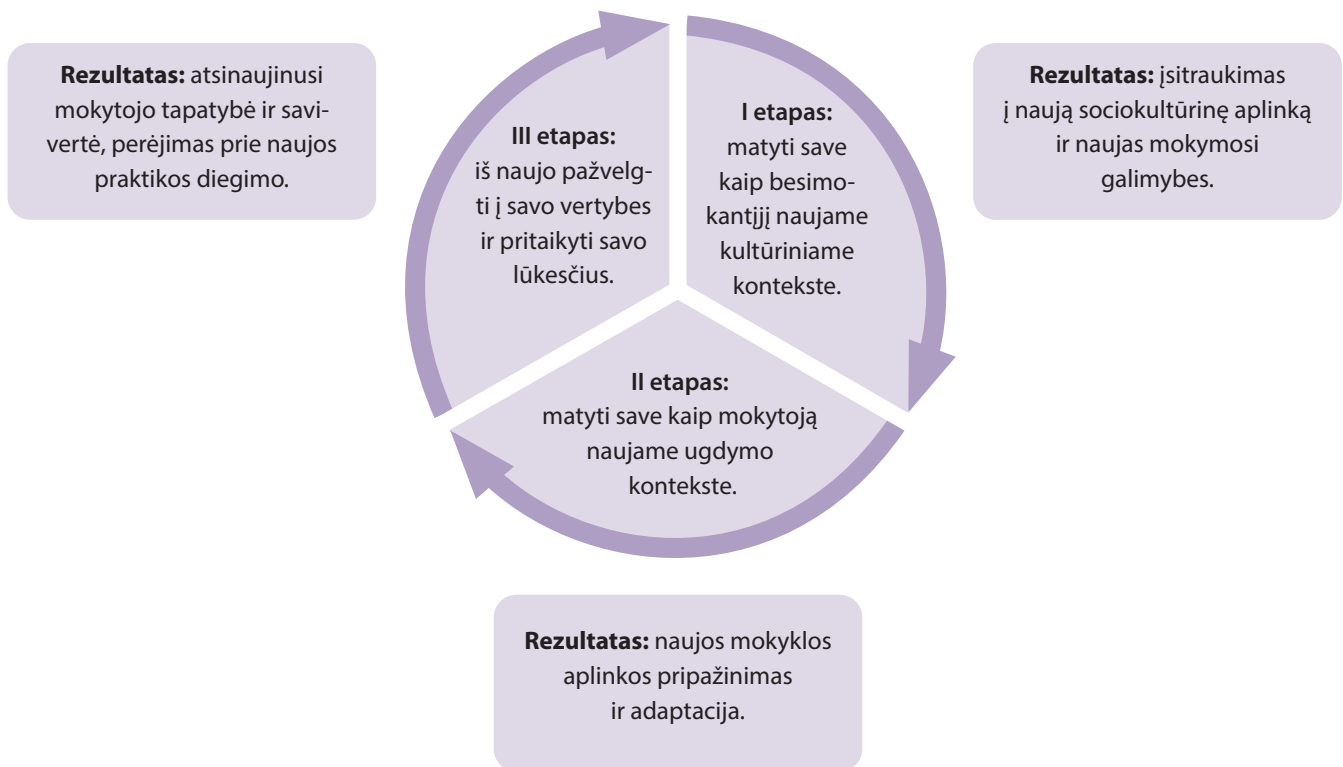 Rezultatas: atsinaujinusi
mokytojo tapatybė ir savi-
vertė, perėjimas prie naujos
praktikos diegimo.
III etapas:
iš naujo pažvelg-
ti į savo vertybes
ir pritaikyti savo
lūkesčius.
I etapas:
matyti save
kaip besimo-
kantįjį naujame
kultūriniame
kontekste.
Rezultatas: įsitraukimas
į naują sociokultūrinę aplinką
ir naujas mokymosi
galimybes.
II etapas:
matyti save kaip mokytoją
naujame ugdymo
kontekste.
Rezultatas: naujos mokyklos
aplinkos pripažinimas
ir adaptacija.